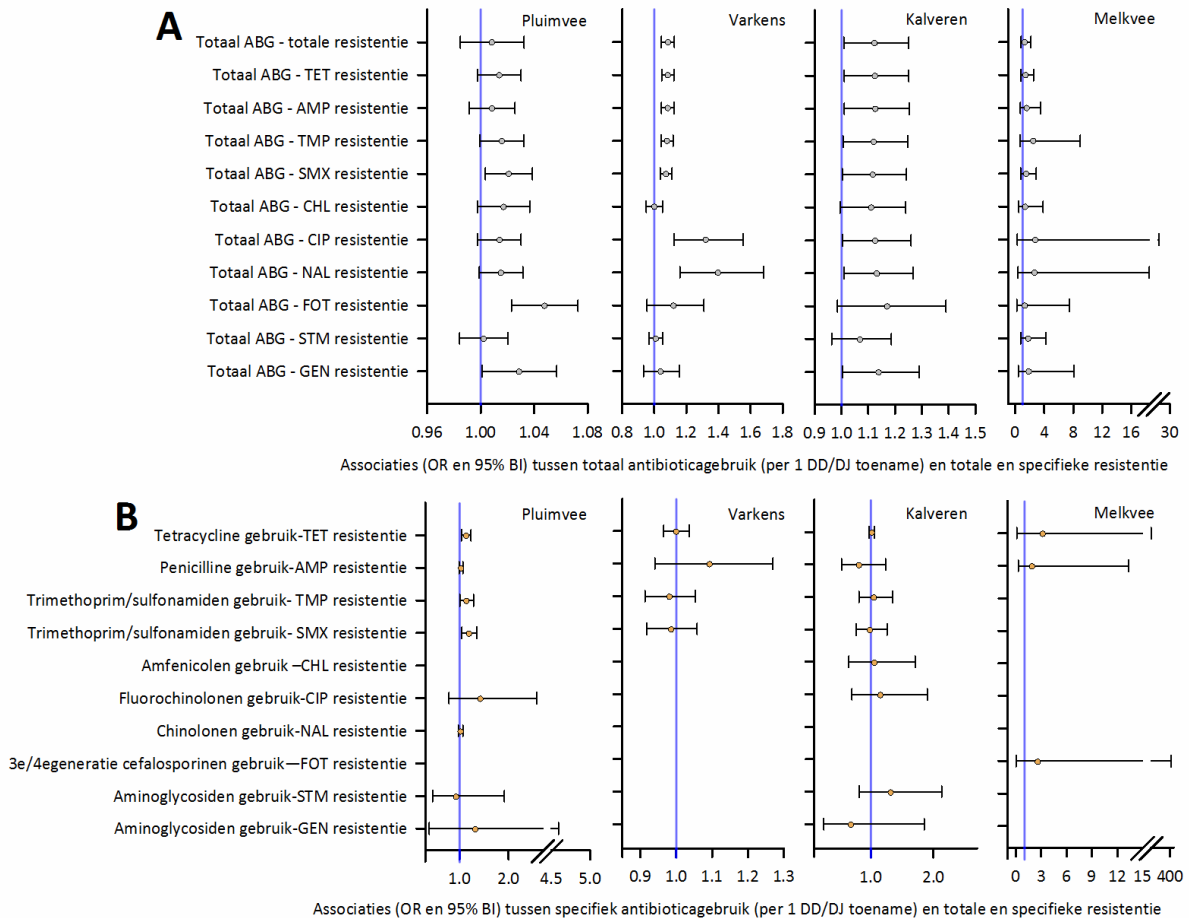 A
Pluimvee Varkens Kalveren Melkvee
Totaal ABG - totale resistentie
Totaal ABG - TET resistentie
Totaal ABG - AMP resistentie
Totaal ABG - TMP resistentie
Totaal ABG - SMX resistentie
Totaal ABG - CHL resistentie
Totaal ABG - CIP resistentie
Totaal ABG - NAL resistentie
Totaal ABG - FOT resistentie
Totaal ABG - STM resistentie
Totaal ABG - GEN resistentie
0.96 1.00 1.04 1.08 0.8 1.0 1.2 1.4 1.6 1.8 0.9 1.0 1.1 1.2 1.3 1.4 1.5 0 4 8 12 16 30
Associaties (OR en 95% BI) tussen totaal antibioticagebruik (per 1 DD/DJ toename) en totale en specifieke resistentie
B
Pluimvee Varkens Kalveren Melkvee
Tetracycline gebruik-TET resistentie
Penicilline gebruik-AMP resistentie
Trimethoprim/sulfonamiden gebruik- TMP resistentie
Trimethoprim/sulfonamiden gebruik- SMX resistentie
Amfenicolen gebruik –CHL resistentie
Fluorochinolonen gebruik-CIP resistentie
Chinolonen gebruik-NAL resistentie
3e/4egeneratie cefalosporinen gebruik—FOT resistentie
Aminoglycosiden gebruik-STM resistentie
Aminoglycosiden gebruik-GEN resistentie
1.0 2.0 4.5 5.0 0.9 1.0 1.1 1.2 1.3 1.0 2.0 0 3 6 9 12 15 400
Associaties (OR en 95% BI) tussen specifiek antibioticagebruik (per 1 DD/DJ toename) en totale en specifieke resistentie